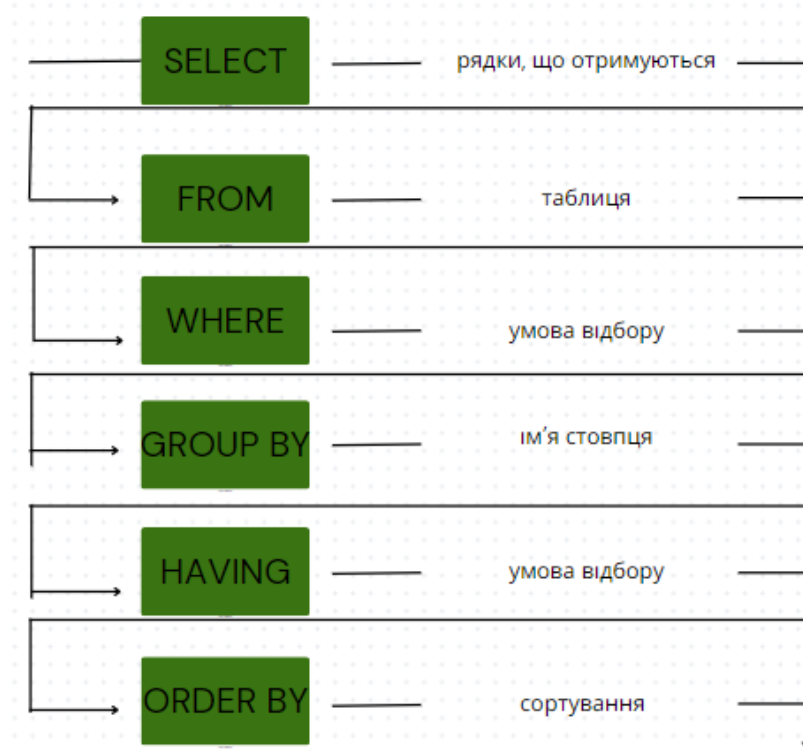 SELECT рядки, що отримуються
FROM таблиця
WHERE умова відбору
GROUP BY ім'я стовпця
HAVING умова відбору
ORDER BY сортування